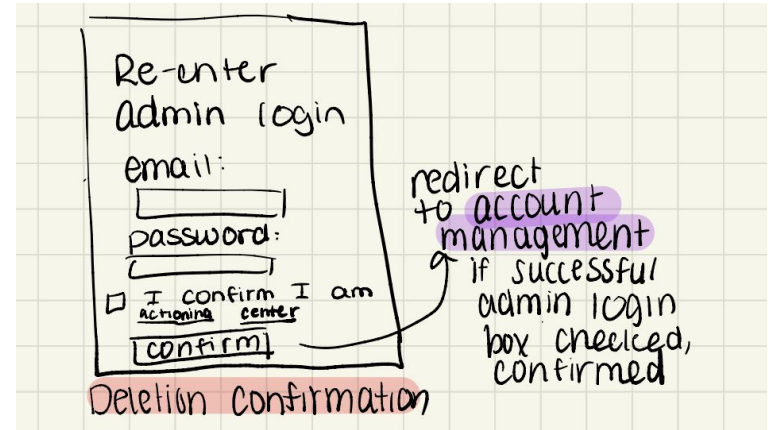 Re-enter
admin login
email:
password:
I confirm I am
actioning center
confirm
Deletion confirmation
redirect
to account
management
if successful
admin login
box checked,
confirmed